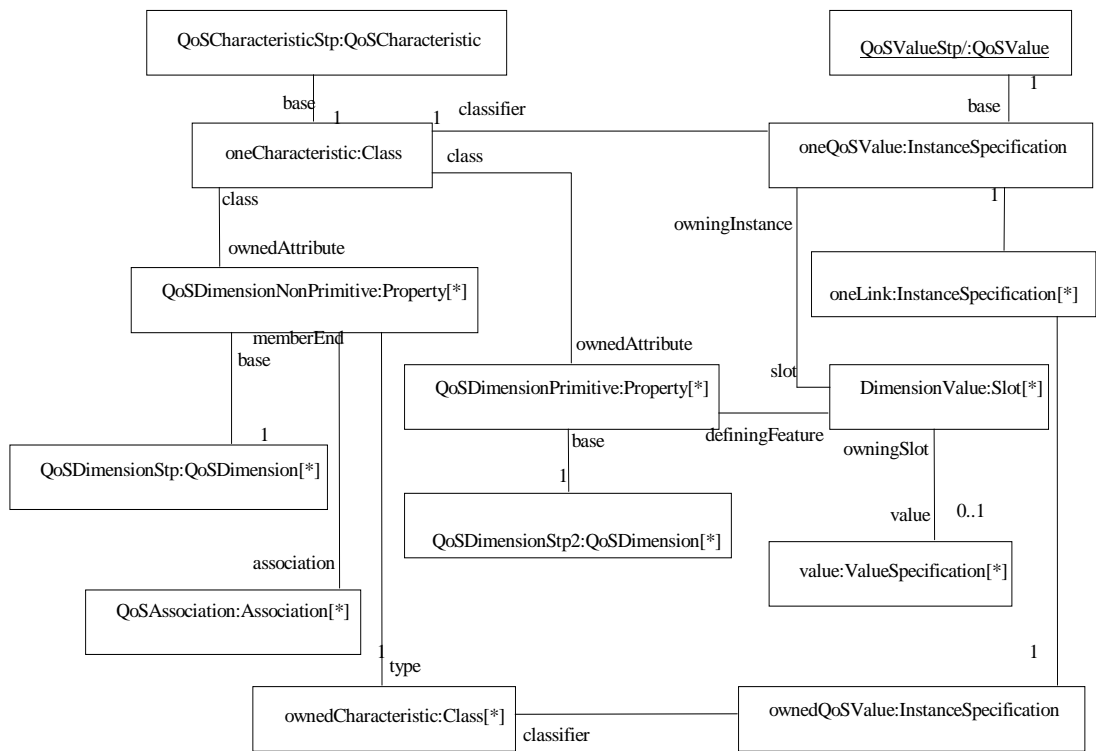 QoSCharacteristicStp:QoSCharacteristic
QoSValueStp/:QoSValue
base
1
1
classifier
base
1
oneCharacteristic:Class
oneQoSValue:InstanceSpecification
class
class
1
owningInstance
ownedAttribute
QoSDimensionNonPrimitive:Property[*]
oneLink:InstanceSpecification[*]
memberEnd
1
base
ownedAttribute
slot
QoSDimensionPrimitive:Property[*]
DimensionValue:Slot[*]
definingFeature
base
owningSlot
1
QoSDimensionStp:QoSDimension[*]
1
value
0..1
QoSDimensionStp2:QoSDimension[*]
association
value:ValueSpecification[*]
QoSAssociation:Association[*]
1
type
1
ownedCharacteristic:Class[*]
ownedQoSValue:InstanceSpecification
classifier